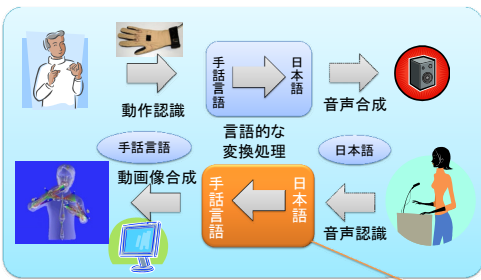 手話言語
日本語
動作認識
音声合成
言語的な
変換処理
手話言語
日本語
動画像合成
手話言語
日本語
音声認識